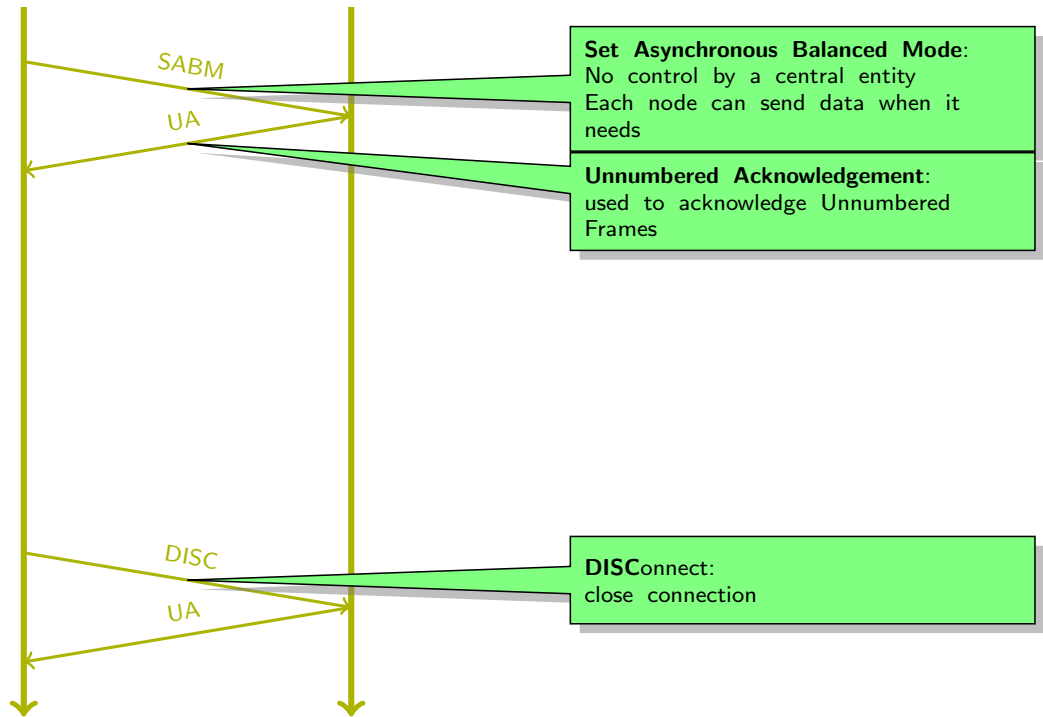 SABM
UA
Set Asynchronous Balanced Mode:
No control by a central entity
Each node can send data when it
needs
Unnumbered Acknowledgement:
used to acknowledge Unnumbered
Frames
DISC
UA
DISConnect:
close connection